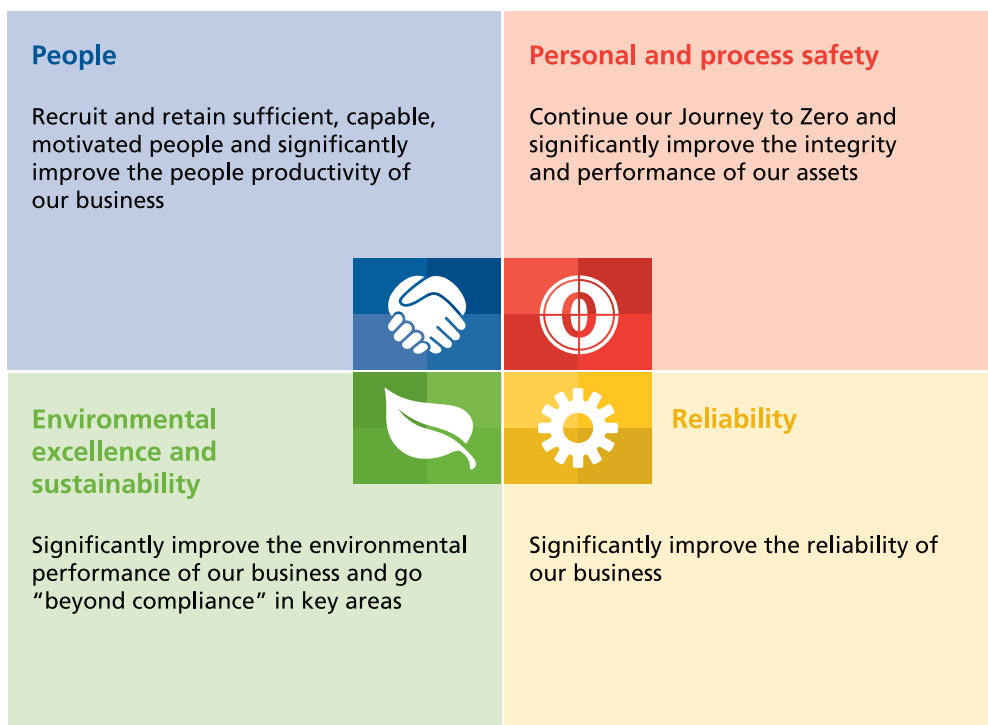 People
Recruit and retain sufficient, capable,
motivated people and significantly
improve the people productivity of
our business
Personal and process safety
Continue our Journey to Zero and
significantly improve the integrity
and performance of our assets
0
Environmental
excellence and
sustainability
Significantly improve the environmental
performance of our business and go
“beyond compliance” in key areas
Reliability
Significantly improve the reliability of
our business